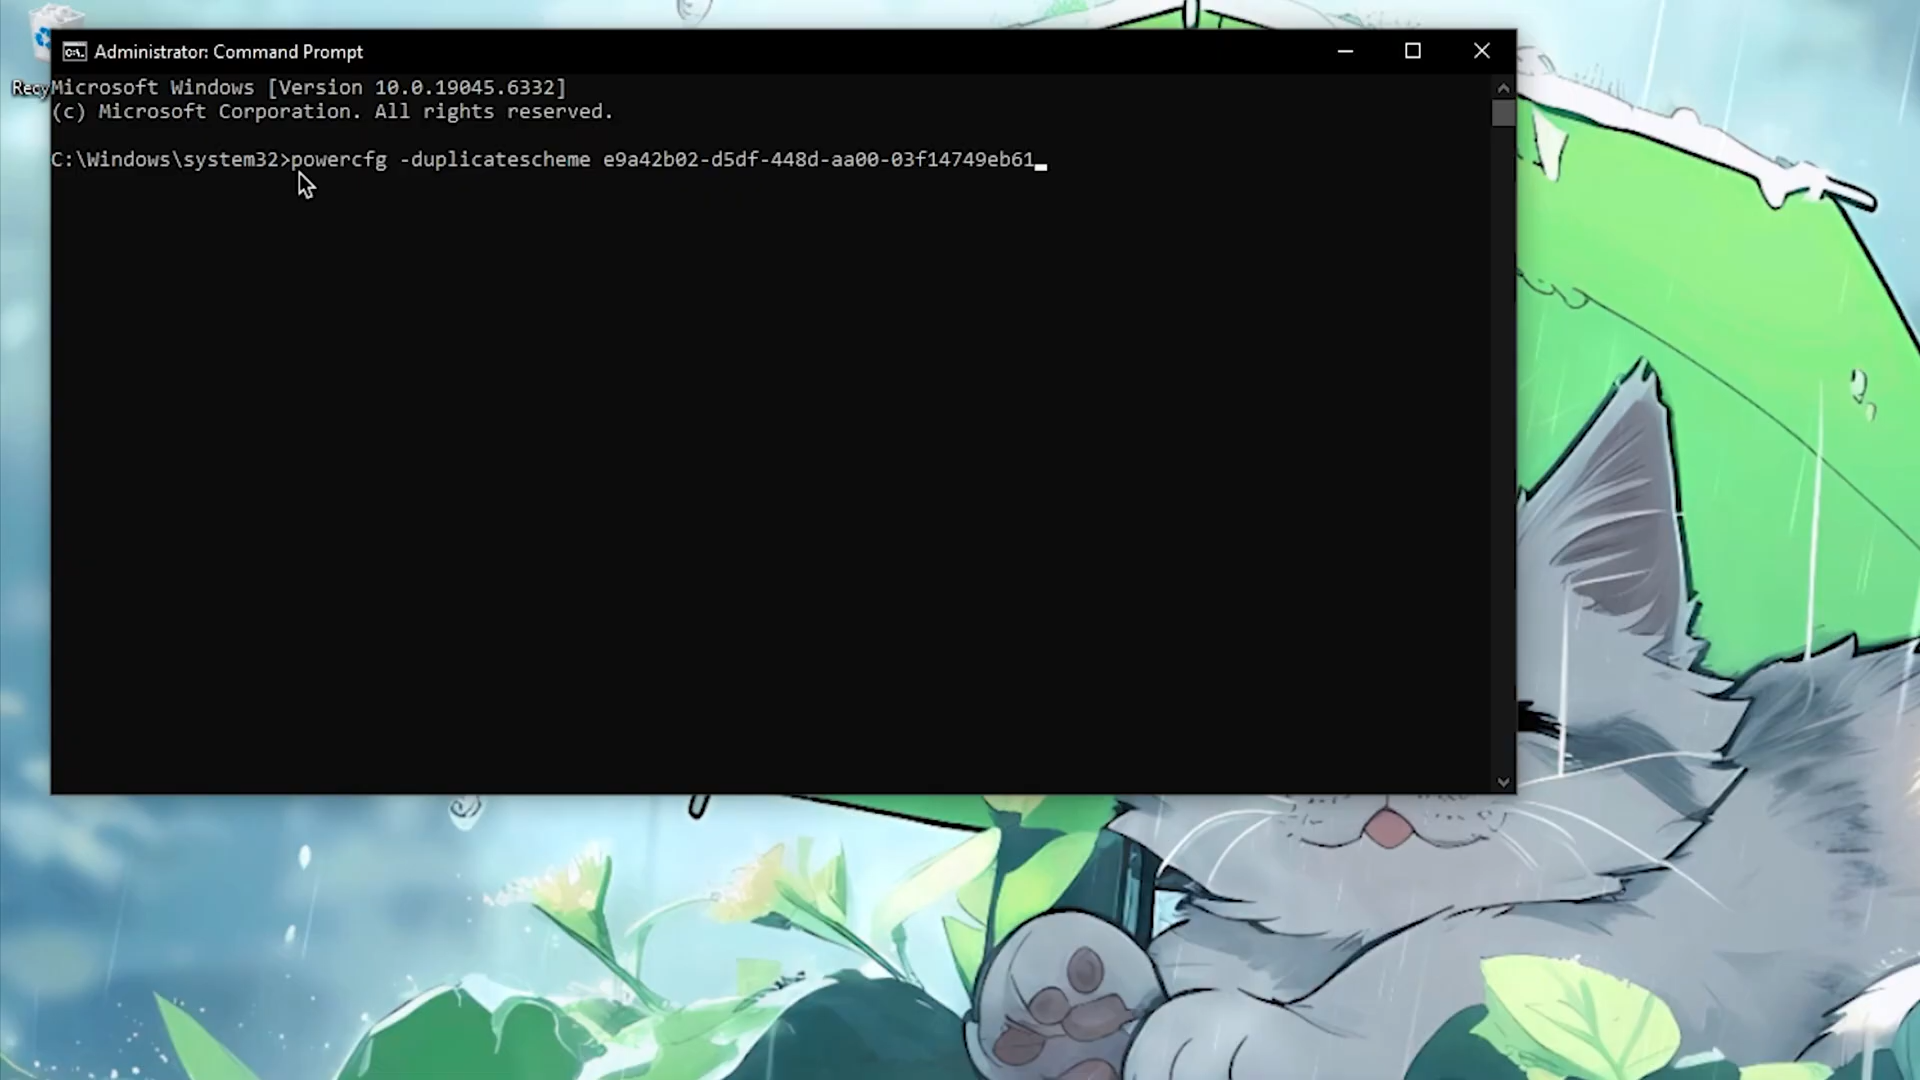 Administrator: Command Prompt
Recy
Microsoft Windows [Version 10.0.19045.6332]
(c) Microsoft Corporation. All rights reserved.
C:\Windows\system32>powercfg -duplicatescheme e9a42b02-d5df-448d-aa00-03f14749eb61